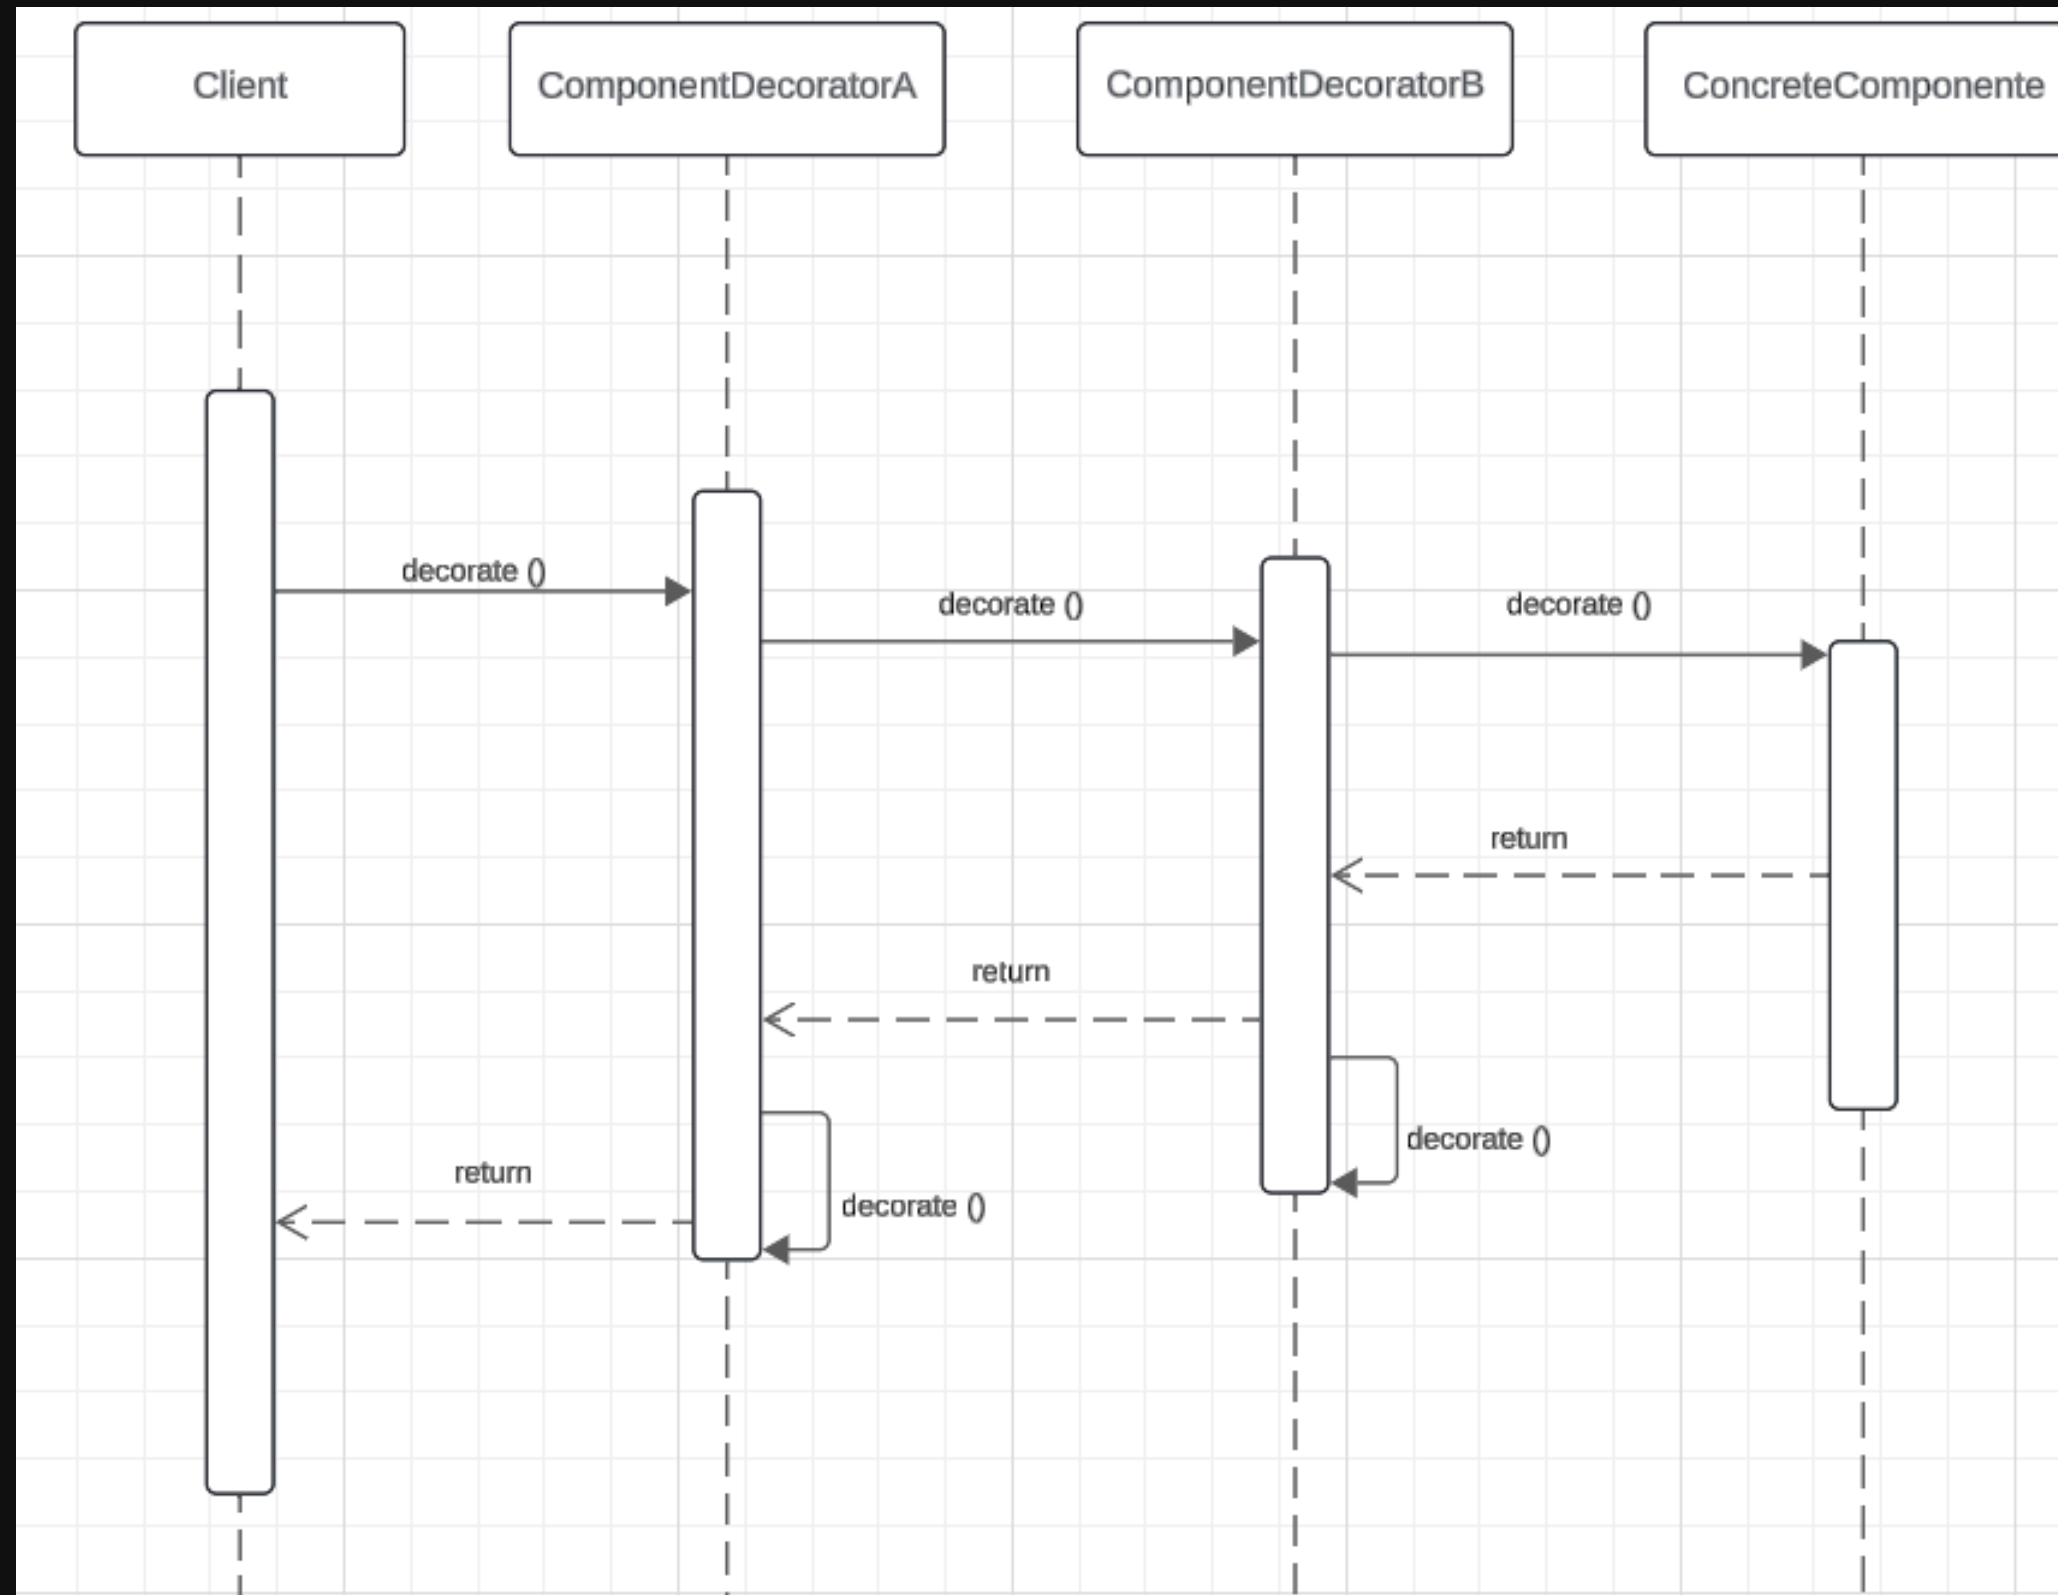 Client
ComponentDecoratorA
ComponentDecoratorB
ConcreteComponente
decorate ()
decorate ()
decorate ()
return
return
decorate ()
return
decorate ()